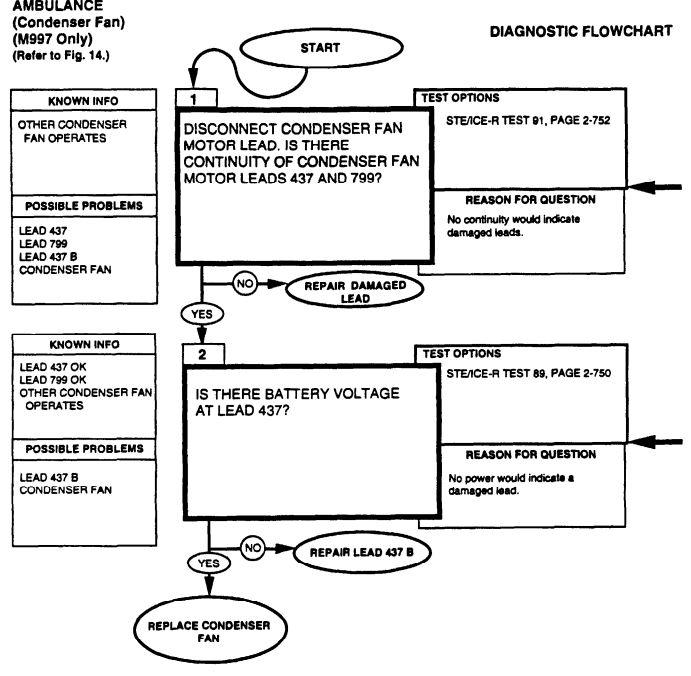 AMBULANCE
(Condenser Fan)
(M997 Only)
(Refer to Fig. 14.)
DIAGNOSTIC FLOWCHART
START
KNOWN INFO
OTHER CONDENSER
FAN OPERATES
POSSIBLE PROBLEMS
LEAD 437
LEAD 799
LEAD 437 B
CONDENSER FAN
1
DISCONNECT CONDENSER FAN
MOTOR LEAD. IS THERE
CONTINUITY OF CONDENSER FAN
MOTOR LEADS 437 AND 799?
TEST OPTIONS
STE/ICE-R TEST 91, PAGE 2-752
REASON FOR QUESTION
No continuity would indicate
damaged leads.
NO
REPAIR DAMAGED
LEAD
YES
KNOWN INFO
LEAD 437 OK
LEAD 799 OK
OTHER CONDENSER FAN
OPERATES
POSSIBLE PROBLEMS
LEAD 437 B
CONDENSER FAN
2
IS THERE BATTERY VOLTAGE
AT LEAD 437?
TEST OPTIONS
STE/ICE-R TEST 89, PAGE 2-750
REASON FOR QUESTION
No power would indicate a
damaged lead.
NO
REPAIR LEAD 437 B
YES
REPLACE CONDENSER
FAN